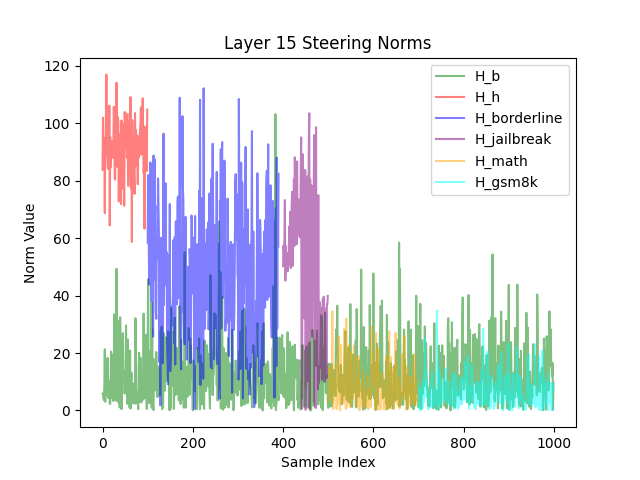 Layer 15 Steering Norms
120
100
80
60
40
20
0
Norm Value
H_b
H_h
H_borderline
H_jailbreak
H_math
H_gsm8k
0
200
400
600
800
1000
Sample Index